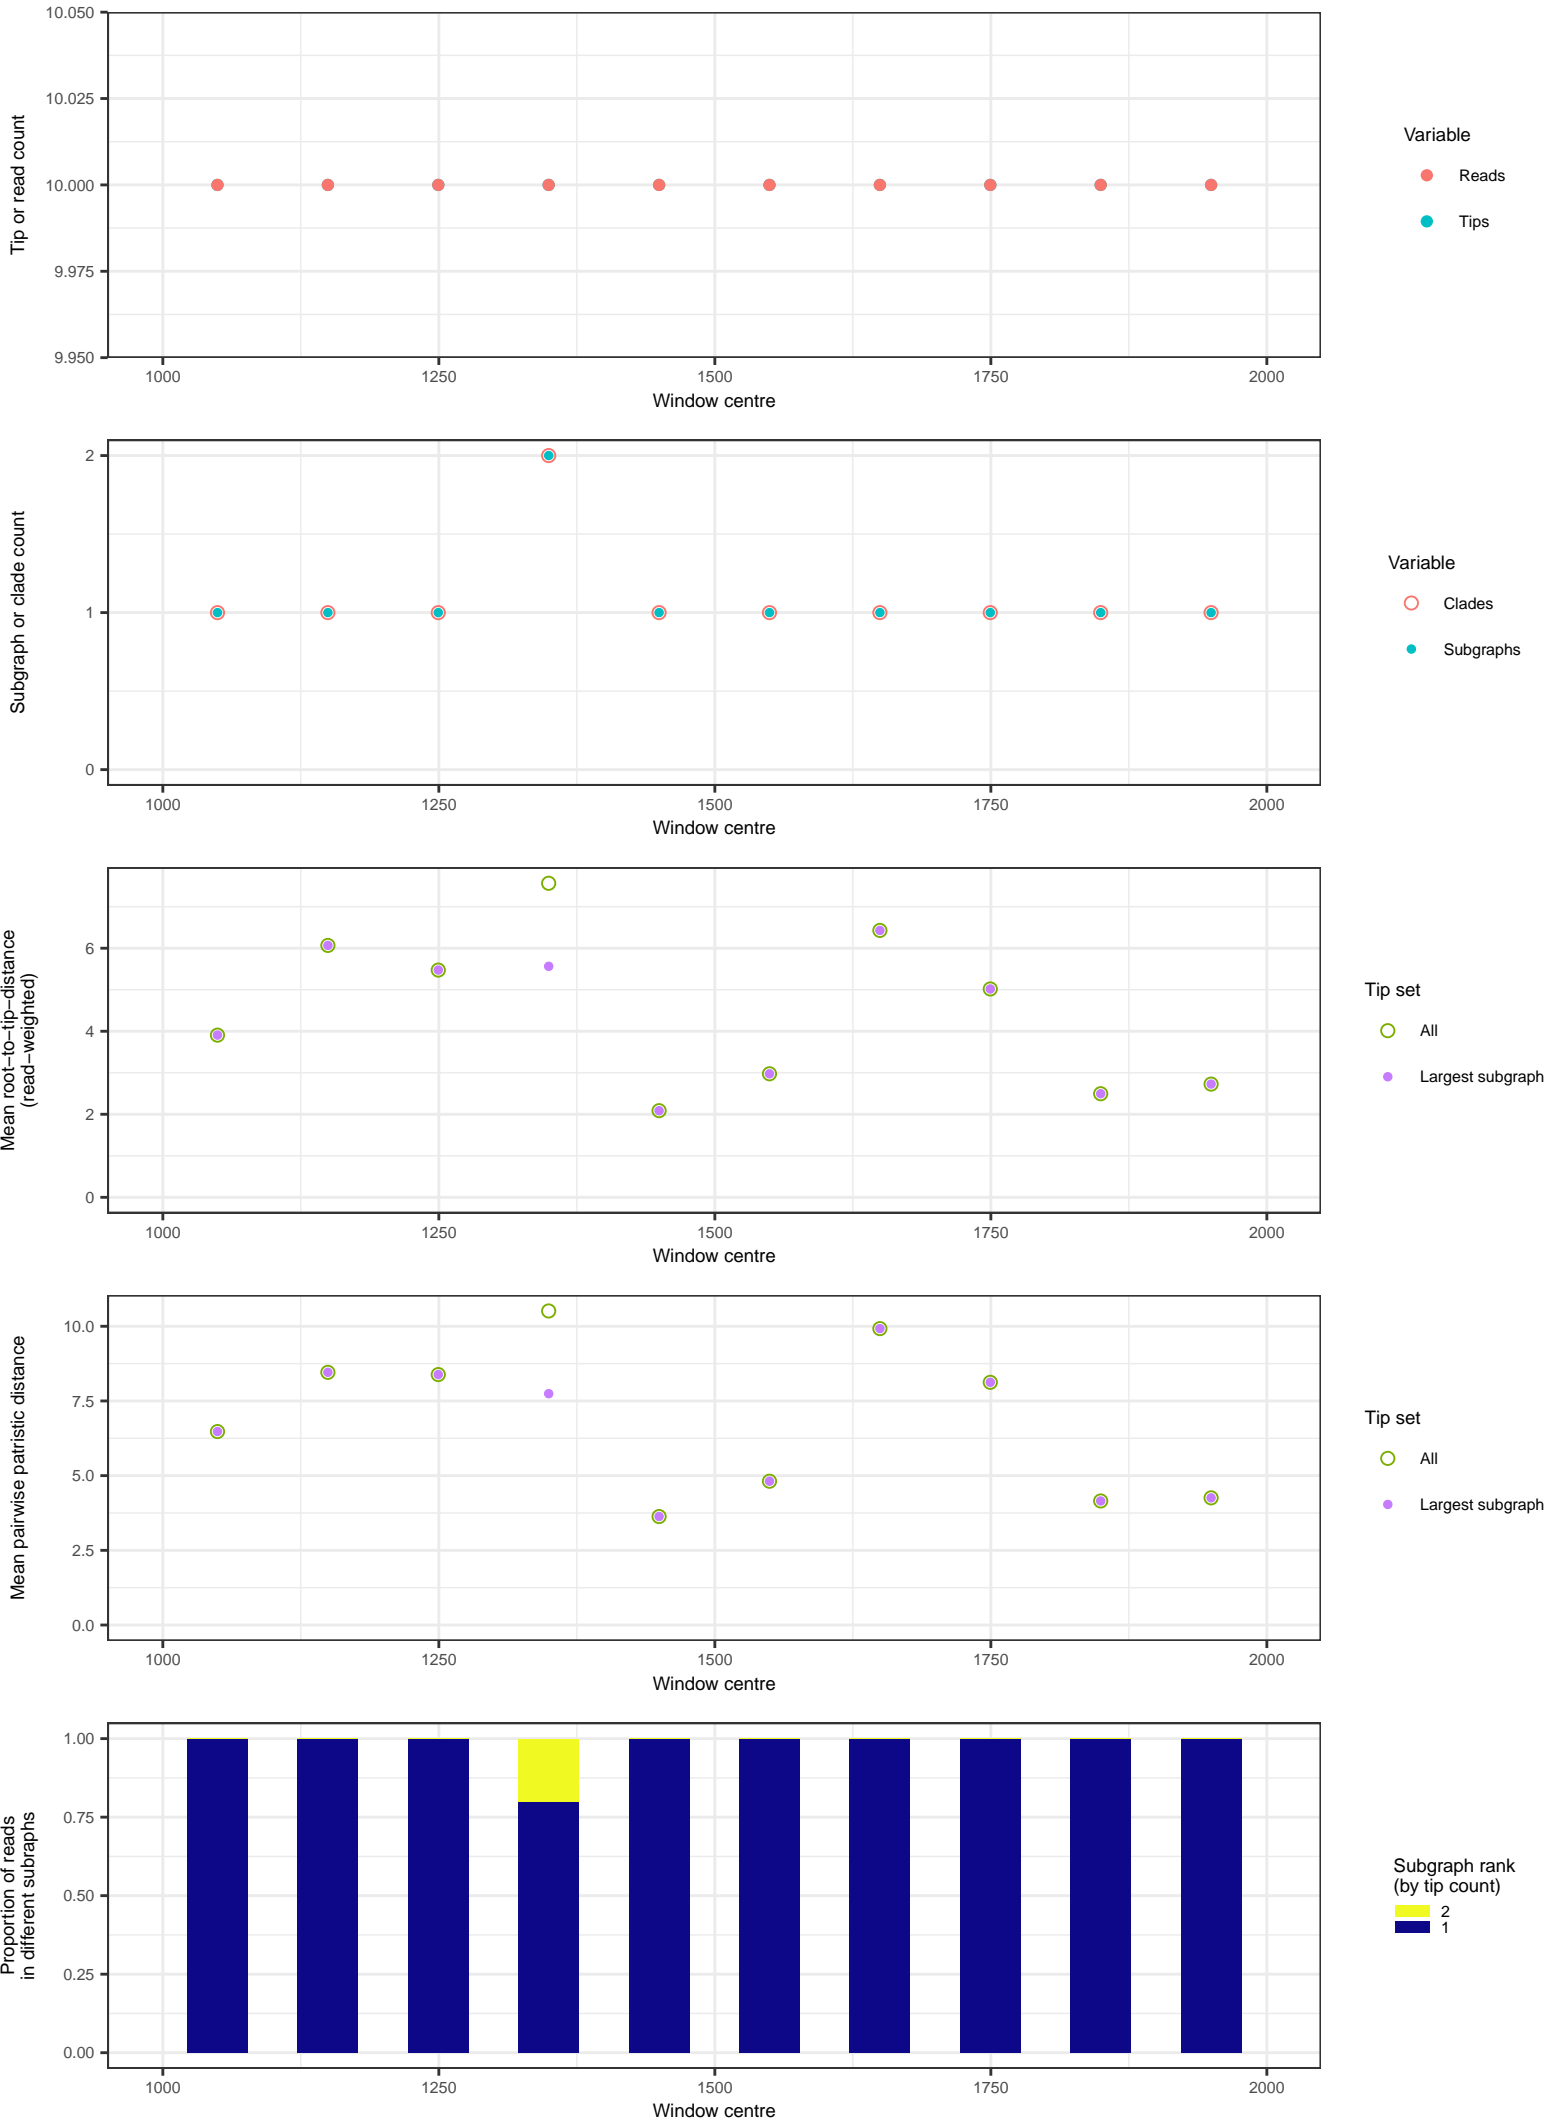 10.050
10.025
10.000
9.975
9.950
Tip or read count
1000 1250 1500 1750 2000
Window centre
Variable
Reads
Tips
2
1
0
Subgraph or clade count
1000 1250 1500 1750 2000
Window centre
Variable
Clades
Subgraphs
6
4
2
0
Mean root−to−tip−distance
(read−weighted)
1000 1250 1500 1750 2000
Window centre
Tip set
All
Largest subgraph
10.0
7.5
5.0
2.5
0.0
Mean pairwise patristic distance
1000 1250 1500 1750 2000
Window centre
Tip set
All
Largest subgraph
1.00
0.75
0.50
0.25
0.00
Proportion of reads
in different subraphs
1000 1250 1500 1750 2000
Window centre
Subgraph rank
(by tip count)
2
1